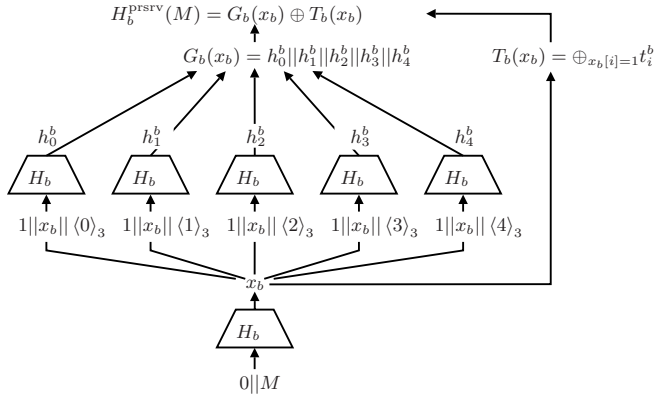 H_b^prsrv(M) = G_b(x_b) ⊕ T_b(x_b)
G_b(x_b) = h_0^b||h_1^b||h_2^b||h_3^b||h_4^b
T_b(x_b) = ⊕_{x_b[i]=1} t_i^b
h_0^b h_1^b h_2^b h_3^b h_4^b
H_b H_b H_b H_b H_b
1||x_b||⟨0⟩_3 1||x_b||⟨1⟩_3 1||x_b||⟨2⟩_3 1||x_b||⟨3⟩_3 1||x_b||⟨4⟩_3
x_b
H_b
0||M